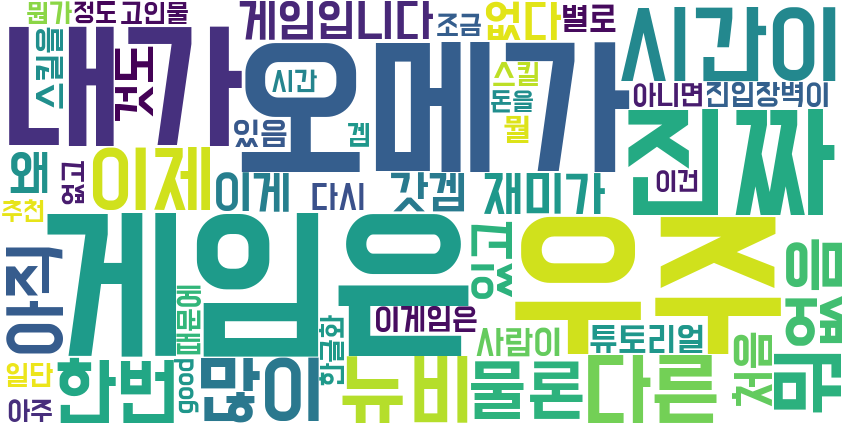 뭔가
정도
고인물
게임입니다
조금
없다
별로
스킬을
내가
것도
오메가
시간
시간이
스킬
돈을
뭘
아니면
진입장벽이
있음
겜
진짜
왜
없고
이제
이게
다시
갓겜
재미가
이건
추천
아직
게임은
있고
우주
없음
때문에
한글화
이게임은
사람이
튜토리얼
처음
일단
아주
한번
good
많이
뉴비
물론
다른